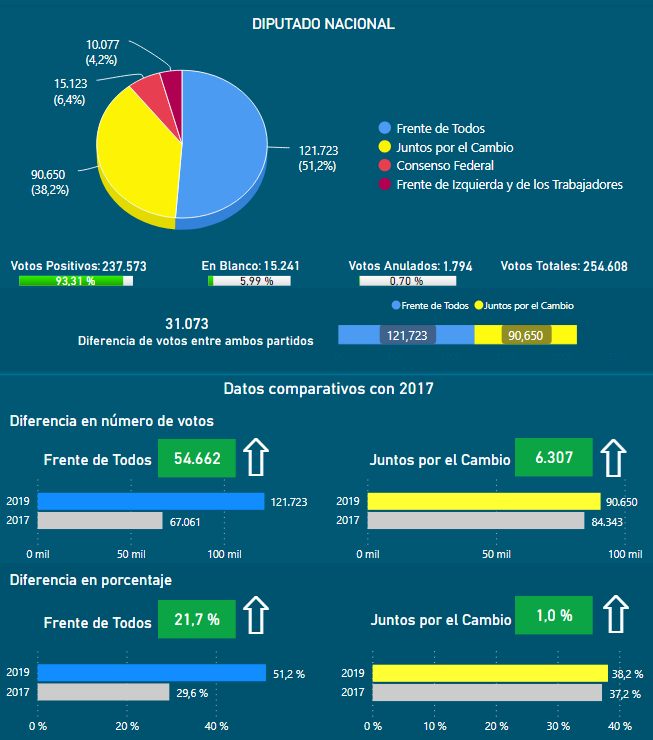 DIPUTADO NACIONAL
10.077
(4,2%)
15.123
(6,4%)
90.650
(38,2%)
121.723
(51,2%)
Frente de Todos
Juntos por el Cambio
Consenso Federal
Frente de Izquierda y de los Trabajadores
Votos Positivos: 237.573
93,31 %
En Blanco: 15.241
5.99 %
Votos Anulados: 1.794
0.70 %
Votos Totales: 254.608
31.073
Diferencia de votos entre ambos partidos
Frente de Todos Juntos por el Cambio
121,723 90,650
Datos comparativos con 2017
Diferencia en número de votos
Frente de Todos 54.662
2019 121.723
2017 67.061
0 mil 50 mil 100 mil
Juntos por el Cambio 6.307
2019 90.650
2017 84.343
0 mil 50 mil 100 mil
Diferencia en porcentaje
Frente de Todos 21,7 %
2019 51,2 %
2017 29,6 %
0 % 20 % 40 %
Juntos por el Cambio 1,0 %
2019 38,2 %
2017 37,2 %
0 % 10 % 20 % 30 % 40 %